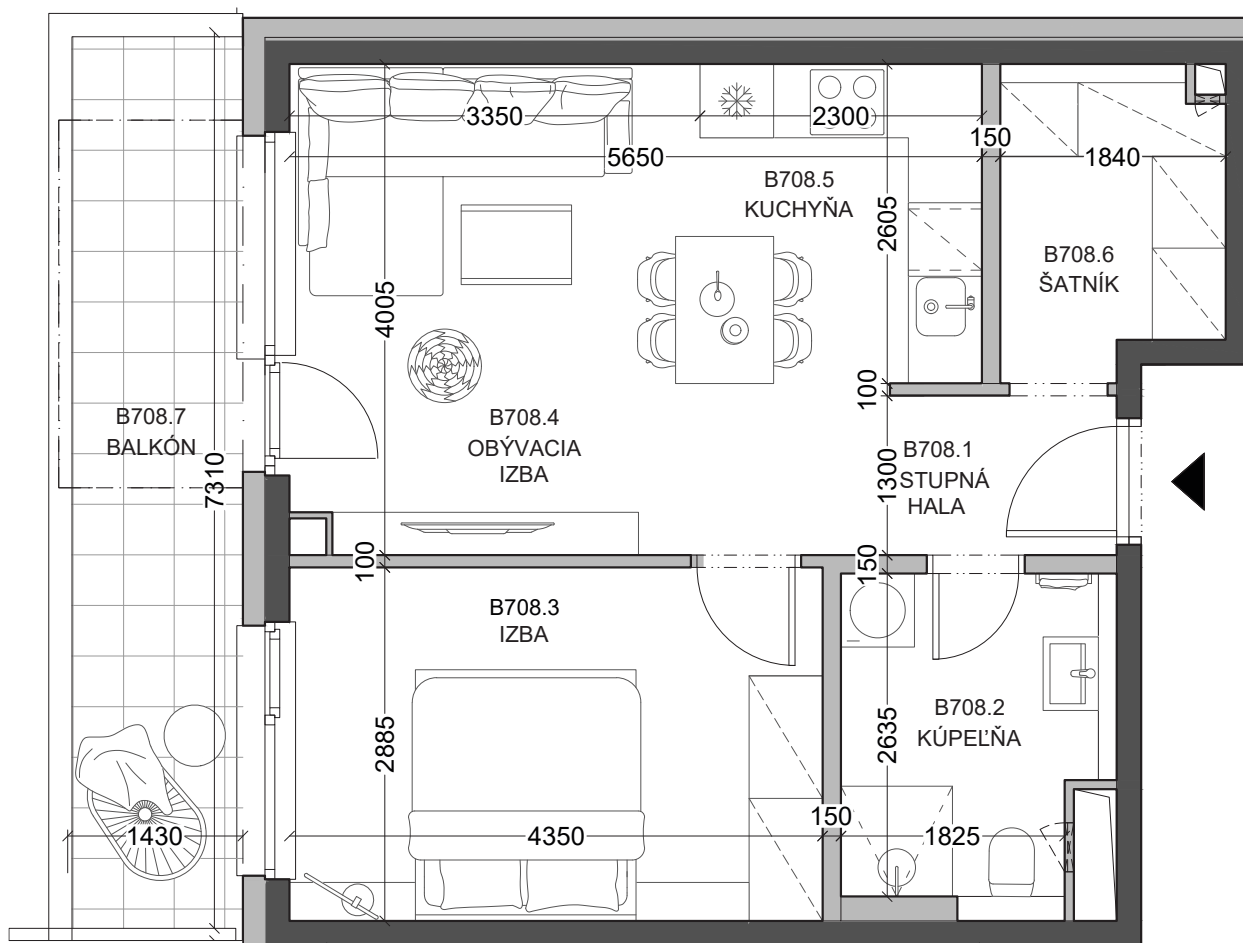 3350
2300
150
5650
1840
B708.5
KUCHYŇA
2605
B708.6
ŠATNÍK
4005
100
B708.7
BALKÓN
B708.4
OBÝVACIA
IZBA
B708.1
STUPNÁ
HALA
1300
7310
100
150
B708.3
IZBA
B708.2
KÚPEĽŇA
2885
2635
150
1430
4350
1825